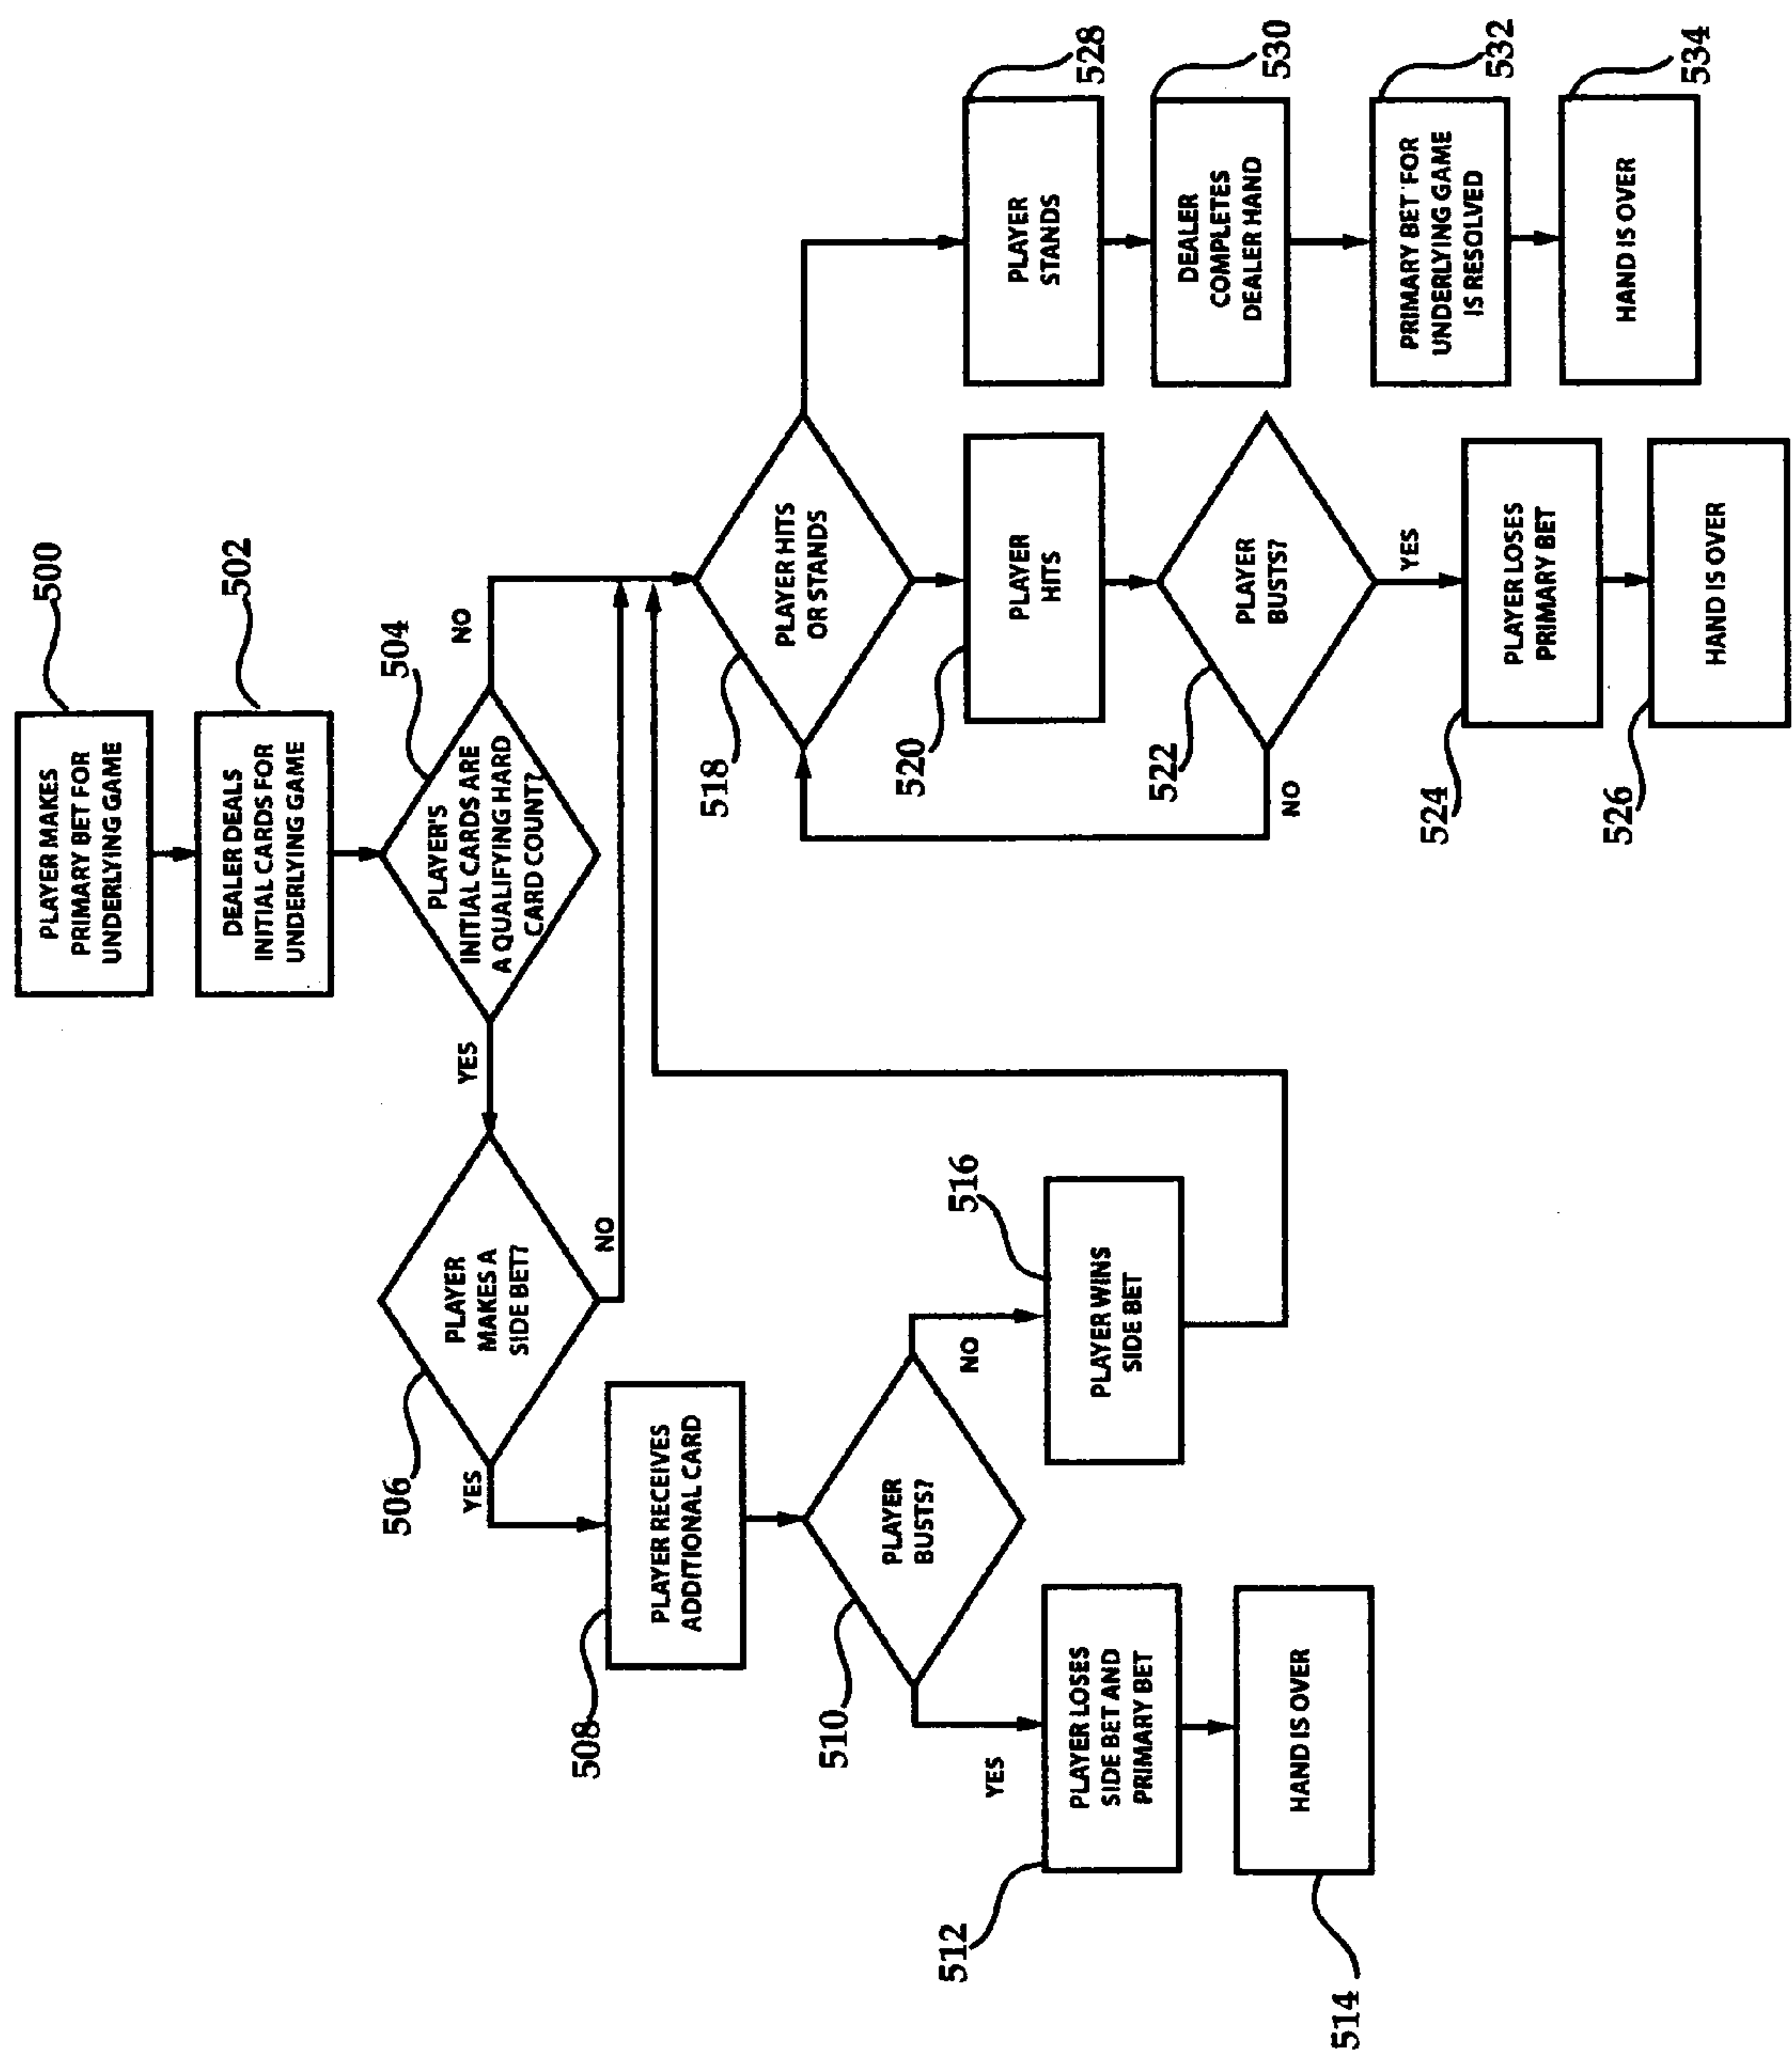 500
PLAYER MAKES
PRIMARY BET FOR
UNDERLYING GAME
502
DEALER DEALS
INITIAL CARDS FOR
UNDERLYING GAME
504
PLAYER'S
INITIAL CARDS ARE
A QUALIFYING HARD
CARD COUNT?
YES
NO
506
PLAYER
MAKES A
SIDE BET?
YES
NO
508
PLAYER RECEIVES
ADDITIONAL CARD
510
PLAYER
BUSTS?
YES
NO
512
PLAYER LOSES
SIDE BET AND
PRIMARY BET
514
HAND IS OVER
516
PLAYER WINS
SIDE BET
518
PLAYER HITS
OR STANDS
520
PLAYER
HITS
522
PLAYER
BUSTS?
NO
YES
524
PLAYER LOSES
PRIMARY BET
526
HAND IS OVER
528
PLAYER
STANDS
530
DEALER
COMPLETES
DEALER HAND
532
PRIMARY BET FOR
UNDERLYING GAME
IS RESOLVED
534
HAND IS OVER